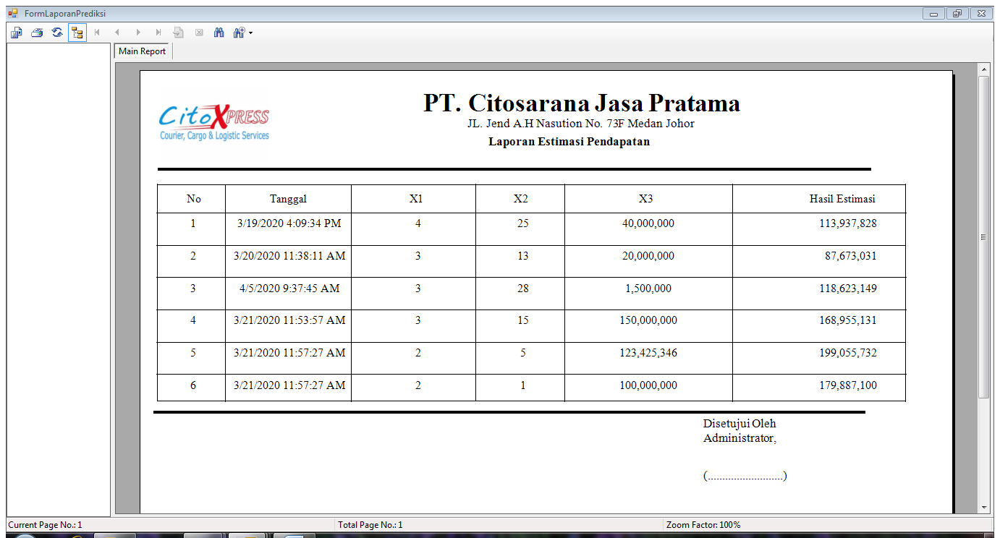 FormLaporanPrediksi
Main Report
CitoXPRESS
Courier, Cargo & Logistic Services
PT. Citosarana Jasa Pratama
JL. Jend A.H Nasution No. 73F Medan Johor
Laporan Estimasi Pendapatan
No Tanggal X1 X2 X3 Hasil Estimasi
1 3/19/2020 4:09:34 PM 4 25 40,000,000 113,937,828
2 3/20/2020 11:38:11 AM 3 13 20,000,000 87,673,031
3 4/5/2020 9:37:45 AM 3 28 1,500,000 118,623,149
4 3/21/2020 11:53:57 AM 3 15 150,000,000 168,955,131
5 3/21/2020 11:57:27 AM 2 5 123,425,346 199,055,732
6 3/21/2020 11:57:27 AM 2 1 100,000,000 179,887,100
Disetujui Oleh
Administrator,
(..........................)
Current Page No.: 1 Total Page No.: 1 Zoom Factor: 100%